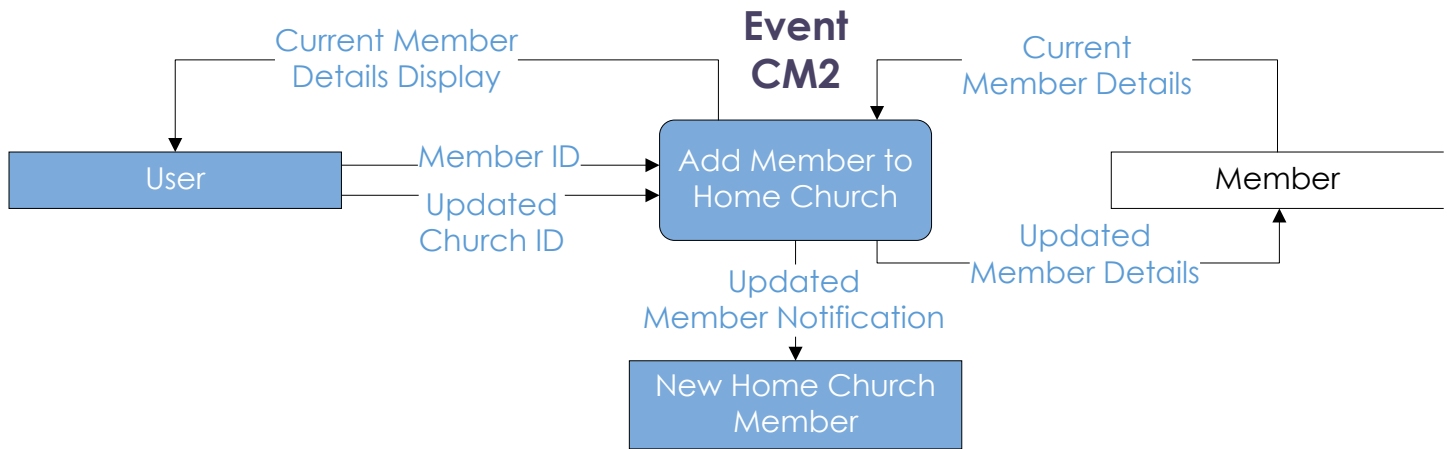 Event
CM2
Current Member
Details Display
Current
Member Details
User
Member ID
Updated
Church ID
Add Member to
Home Church
Member
Updated
Member Details
Updated
Member Notification
New Home Church
Member